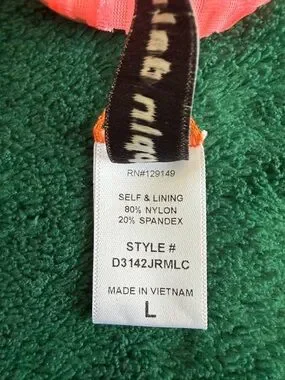 RN#129149
SELF & LINING
80% NYLON
20% SPANDEX
STYLE #
D3142JRMLC
MADE IN VIETNAM
L